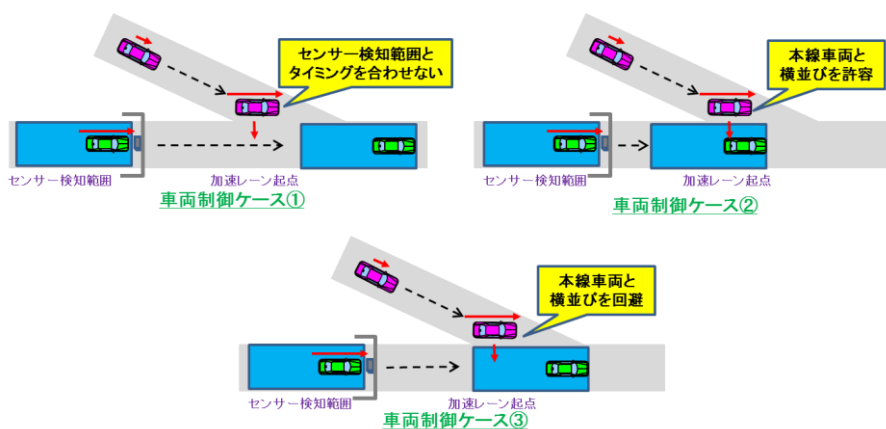 センサー検知範囲と
タイミングを合わせない
センサー検知範囲
加速レーン起点
車両制御ケース①
本線車両と
横並びを許容
センサー検知範囲
加速レーン起点
車両制御ケース②
本線車両と
横並びを回避
センサー検知範囲
加速レーン起点
車両制御ケース③